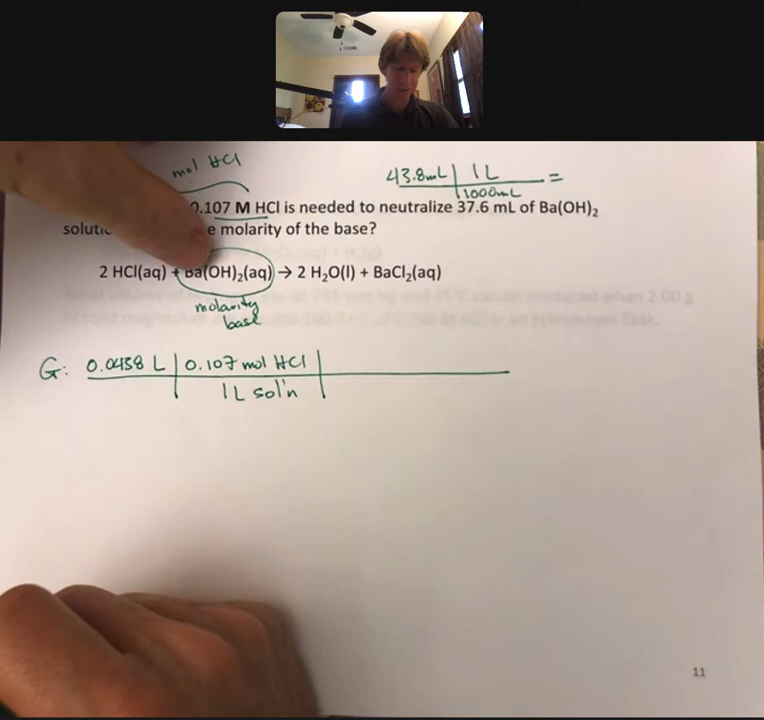 mol HCl
43.8mL | 1L =
1000mL
0.107 M HCl is needed to neutralize 37.6 mL of Ba(OH)₂
e molarity of the base?
2 HCl(aq) + Ba(OH)₂(aq) → 2 H₂O(l) + BaCl₂(aq)
molarity
base
G: 0.0438 L | 0.107 mol HCl |
1L sol'n
11